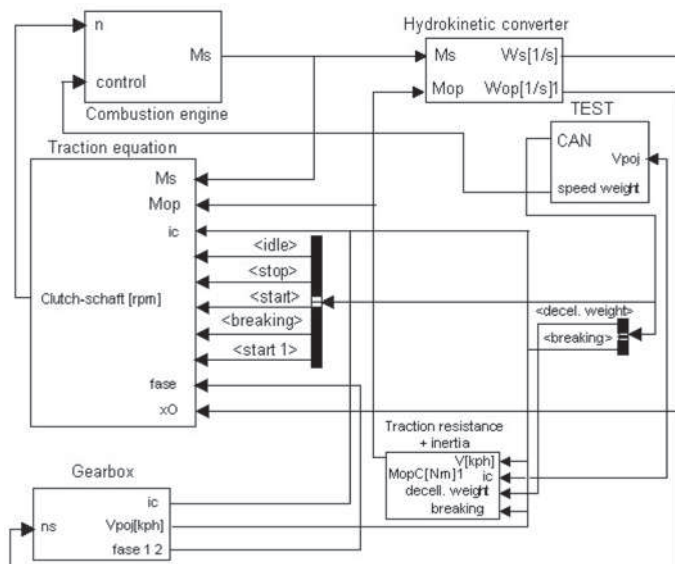 Hydrokinetic converter
n
Ms
control
Combustion engine
Ms
Ws[1/s]
Mop
Wop[1/s]1
TEST
CAN
Vpoj
speed weight
Traction equation
Ms
Mop
ic
<idle>
<stop>
Clutch-schaft [rpm]
<start>
<breaking>
<start 1>
fase
xO
<decel. weight>
<breaking>
Traction resistance
+ inertia
V[kph]
MopC[Nm]1
ic
decell. weight
breaking
Gearbox
ic
ns
Vpoj[kph]
fase 1 2